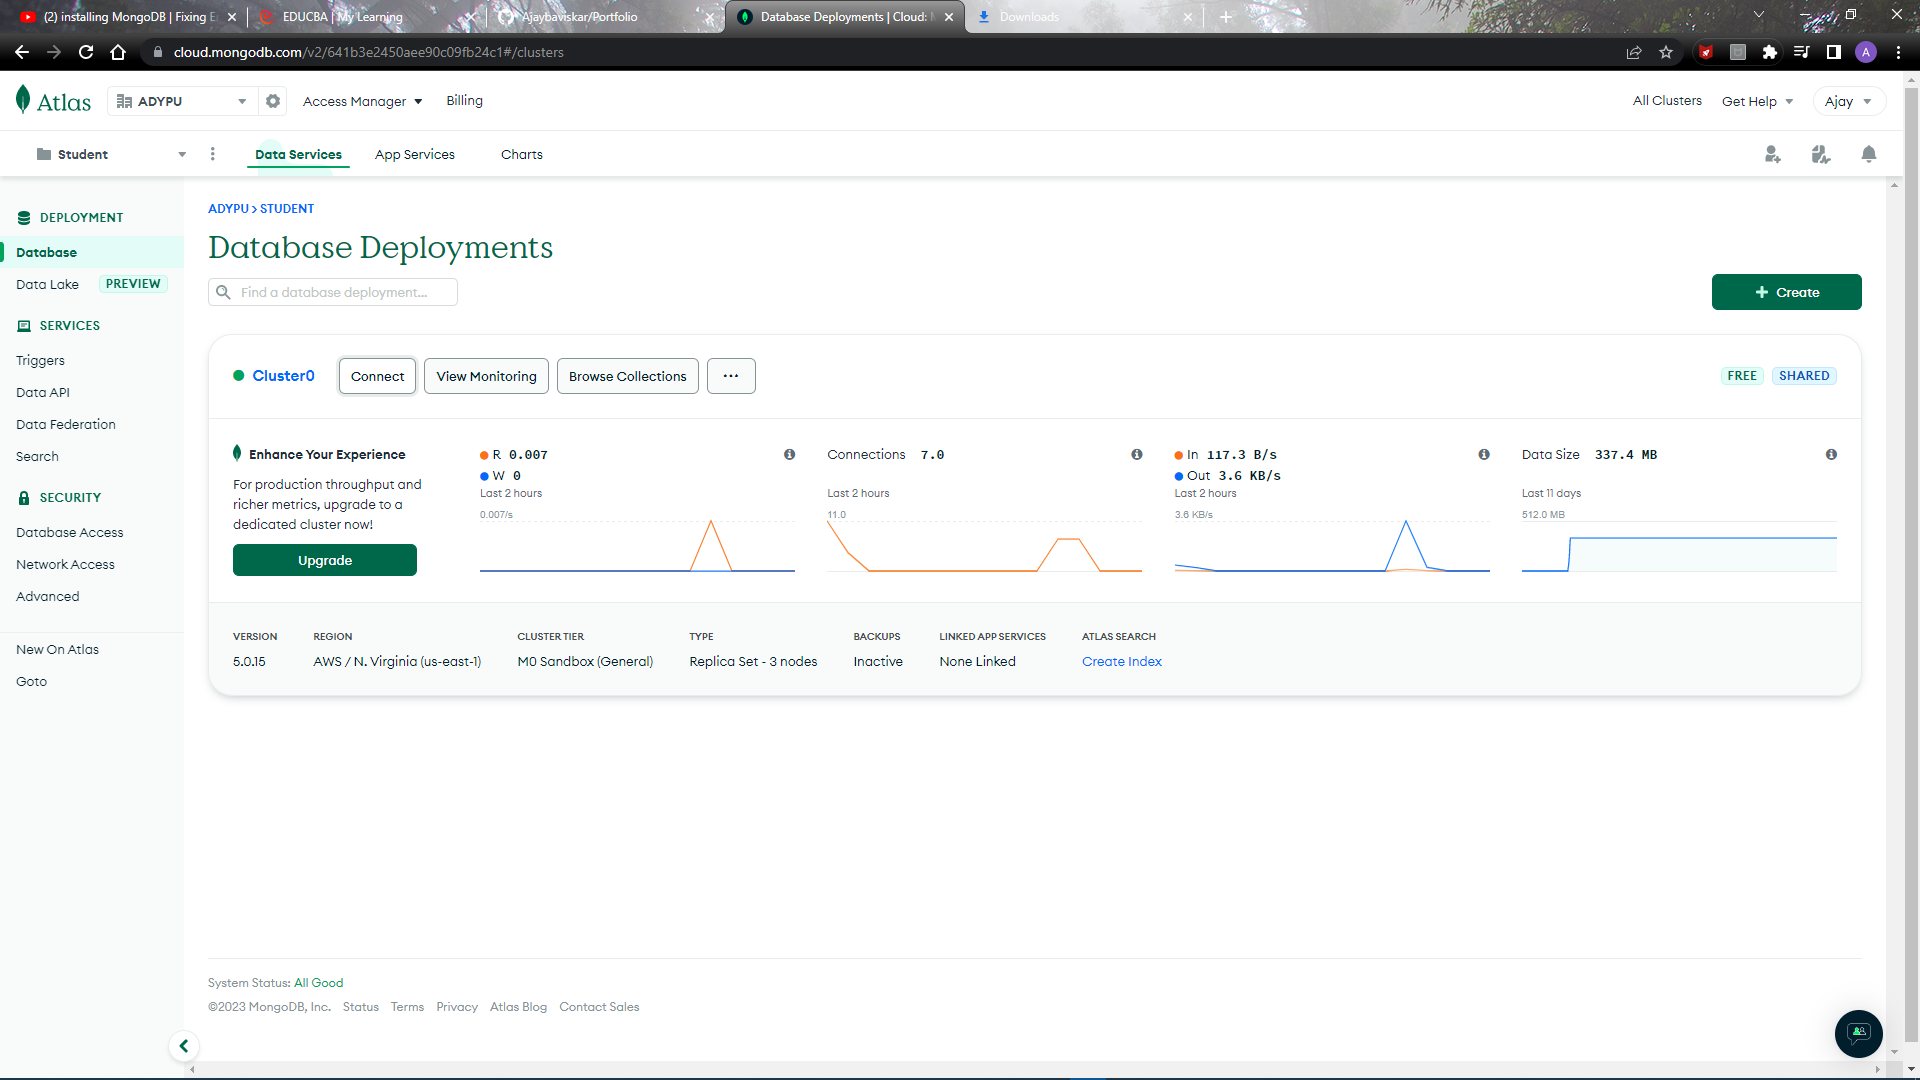 (2) installing MongoDB | Fixing E
EDUCBA | My Learning
Ajaybaviskar/Portfolio
Database Deployments | Cloud: M
Downloads
cloud.mongodb.com/v2/641b3e2450aee90c09fb24c1#/clusters
A
Atlas
ADYPU
Access Manager
Billing
All Clusters
Get Help
Ajay
Student
Data Services
App Services
Charts
DEPLOYMENT
Database
Data Lake
PREVIEW
SERVICES
Triggers
Data API
Data Federation
Search
SECURITY
Database Access
Network Access
Advanced
New On Atlas
Goto
ADYPU > STUDENT
Database Deployments
Find a database deployment...
+ Create
Cluster0
Connect
View Monitoring
Browse Collections
...
FREE
SHARED
Enhance Your Experience
For production throughput and
richer metrics, upgrade to a
dedicated cluster now!
Upgrade
R 0.007
W 0
Last 2 hours
0.007/s
Connections 7.0
Last 2 hours
11.0
In 117.3 B/s
Out 3.6 KB/s
Last 2 hours
3.6 KB/s
Data Size 337.4 MB
Last 11 days
512.0 MB
VERSION
5.0.15
REGION
AWS / N. Virginia (us-east-1)
CLUSTER TIER
M0 Sandbox (General)
TYPE
Replica Set - 3 nodes
BACKUPS
Inactive
LINKED APP SERVICES
None Linked
ATLAS SEARCH
Create Index
System Status: All Good
©2023 MongoDB, Inc. Status Terms Privacy Atlas Blog Contact Sales